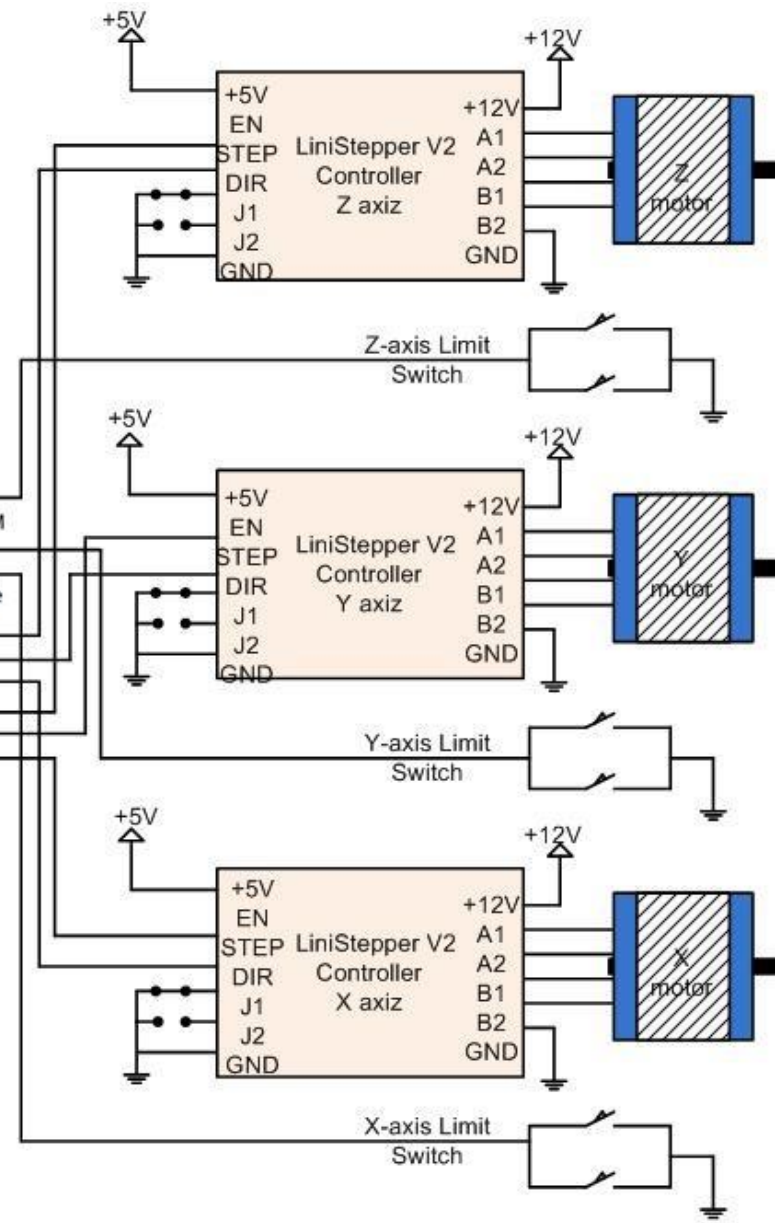 +5V
+12V
+5V
EN
STEP
DIR
J1
J2
GND
LiniStepper V2
Controller
Z axiz
+12V
A1
A2
B1
B2
GND
Z
motor
Z-axis Limit
Switch
+5V
+12V
+5V
EN
STEP
DIR
J1
J2
GND
LiniStepper V2
Controller
Y axiz
+12V
A1
A2
B1
B2
GND
Y
motor
Y-axis Limit
Switch
+5V
+12V
+5V
EN
STEP
DIR
J1
J2
GND
LiniStepper V2
Controller
X axiz
+12V
A1
A2
B1
B2
GND
X
motor
X-axis Limit
Switch